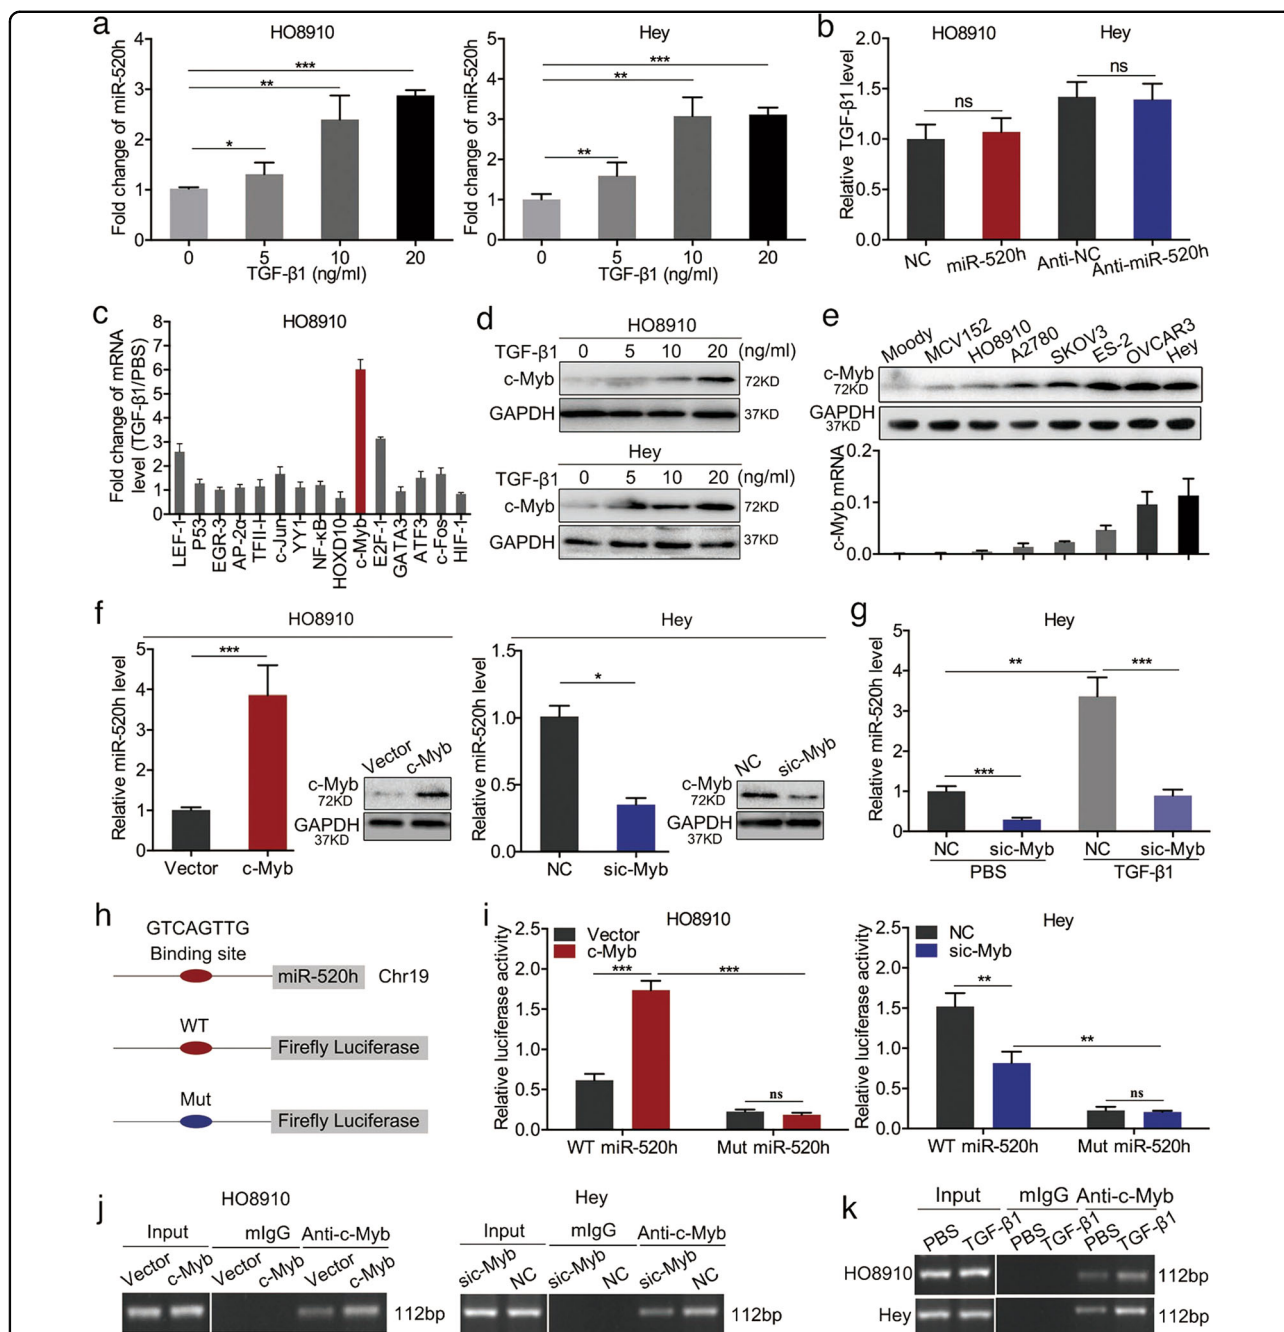 a
HO8910
Fold change of miR-520h
4
3
2
1
0
***
**
*
0 5 10 20
TGF-β1 (ng/ml)
Hey
Fold change of miR-520h
5
4
3
2
1
0
***
**
**
0 5 10 20
TGF-β1 (ng/ml)
b
HO8910 Hey
Relative TGF-β1 level
2.0
1.5
1.0
0.5
0.0
ns
ns
NC miR-520h Anti-NC Anti-miR-520h
c
HO8910
Fold change of mRNA
level (TGF-β1/PBS)
8
7
6
5
4
3
2
1
0
LEF-1 P53 EGR-3 AP-2α TFII-I c-Jun YY1 NF-κB HOXD10 c-Myb E2F-1 GATA3 ATF3 c-Fos HIF-1
d
HO8910
TGF-β1 0 5 10 20 (ng/ml)
c-Myb 72KD
GAPDH 37KD
Hey
TGF-β1 0 5 10 20 (ng/ml)
c-Myb 72KD
GAPDH 37KD
e
Moody MCV152 HO8910 A2780 SKOV3 ES-2 OVCAR3 Hey
c-Myb
72KD
GAPDH
37KD
c-Myb mRNA
0.2
0.1
0.0
f
HO8910
Relative miR-520h level
5
4
3
2
1
0
***
Vector c-Myb
Vector c-Myb
c-Myb
72KD
GAPDH
37KD
Hey
Relative miR-520h level
1.5
1.0
0.5
0.0
*
NC sic-Myb
NC sic-Myb
c-Myb
72KD
GAPDH
37KD
g
Hey
Relative miR-520h level
5
4
3
2
1
0
** ***
***
NC sic-Myb NC sic-Myb
PBS TGF-β1
h
GTCAGTTG
Binding site
miR-520h Chr19
WT
Firefly Luciferase
Mut
Firefly Luciferase
i
HO8910
Relative luciferase activity
2.5
2.0
1.5
1.0
0.5
0.0
Vector
c-Myb
*** ***
ns
WT miR-520h Mut miR-520h
Hey
Relative luciferase activity
2.5
2.0
1.5
1.0
0.5
0.0
NC
sic-Myb
**
**
ns
WT miR-520h Mut miR-520h
j
HO8910
Input mIgG Anti-c-Myb
Vector c-Myb Vector c-Myb Vector c-Myb
112bp
Hey
Input mIgG Anti-c-Myb
sic-Myb NC sic-Myb NC sic-Myb NC
112bp
k
Input mIgG Anti-c-Myb
PBS TGF-β1 PBS TGF-β1 PBS TGF-β1
HO8910 112bp
Hey 112bp